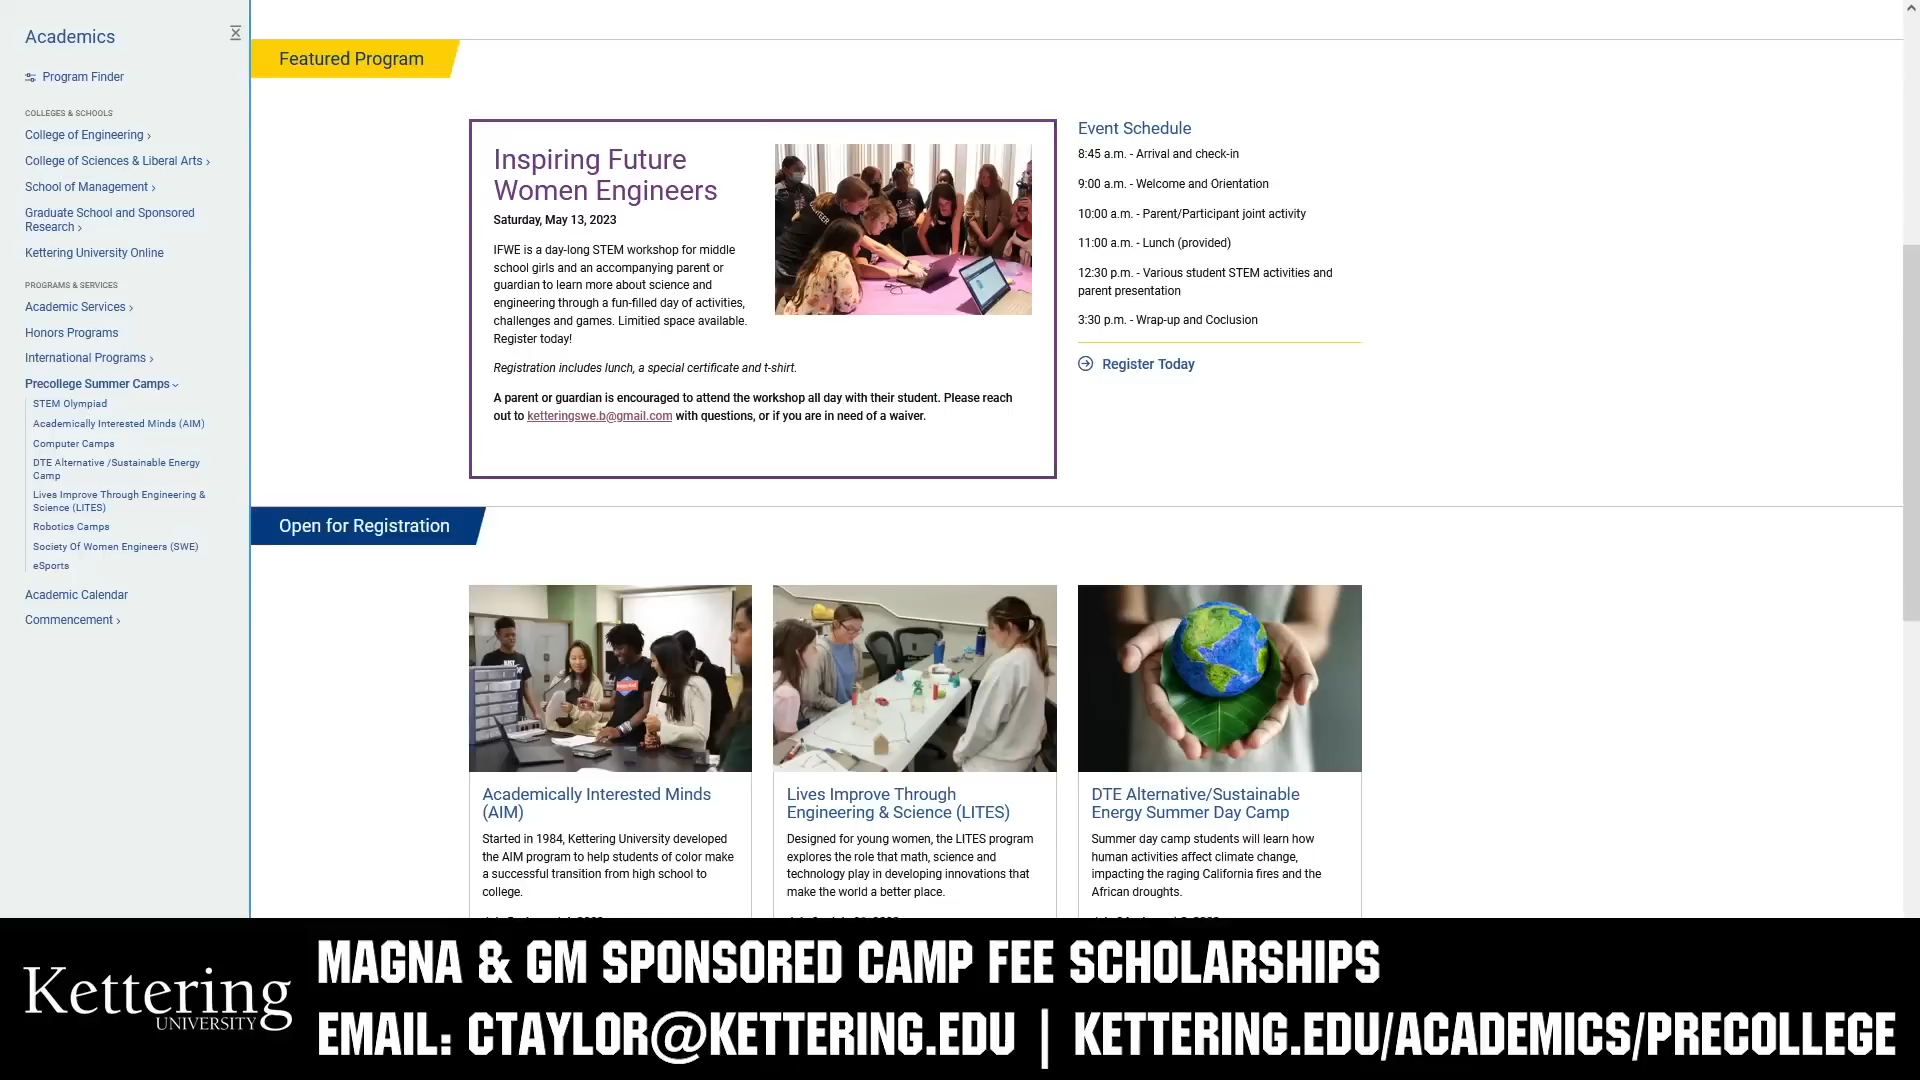 Academics
Program Finder
COLLEGES & SCHOOLS
College of Engineering ›
College of Sciences & Liberal Arts ›
School of Management ›
Graduate School and Sponsored
Research ›
Kettering University Online
PROGRAMS & SERVICES
Academic Services ›
Honors Programs
International Programs ›
Precollege Summer Camps
STEM Olympiad
Academically Interested Minds (AIM)
Computer Camps
DTE Alternative /Sustainable Energy
Camp
Lives Improve Through Engineering &
Science (LITES)
Robotics Camps
Society Of Women Engineers (SWE)
eSports
Academic Calendar
Commencement ›
Featured Program
Inspiring Future
Women Engineers
Saturday, May 13, 2023
IFWE is a day-long STEM workshop for middle
school girls and an accompanying parent or
guardian to learn more about science and
engineering through a fun-filled day of activities,
challenges and games. Limitied space available.
Register today!
Registration includes lunch, a special certificate and t-shirt.
A parent or guardian is encouraged to attend the workshop all day with their student. Please reach
out to ketteringswe.b@gmail.com with questions, or if you are in need of a waiver.
Event Schedule
8:45 a.m. - Arrival and check-in
9:00 a.m. - Welcome and Orientation
10:00 a.m. - Parent/Participant joint activity
11:00 a.m. - Lunch (provided)
12:30 p.m. - Various student STEM activities and
parent presentation
3:30 p.m. - Wrap-up and Coclusion
Register Today
Open for Registration
Academically Interested Minds
(AIM)
Started in 1984, Kettering University developed
the AIM program to help students of color make
a successful transition from high school to
college.
Lives Improve Through
Engineering & Science (LITES)
Designed for young women, the LITES program
explores the role that math, science and
technology play in developing innovations that
make the world a better place.
DTE Alternative/Sustainable
Energy Summer Day Camp
Summer day camp students will learn how
human activities affect climate change,
impacting the raging California fires and the
African droughts.
Kettering
UNIVERSITY
MAGNA & GM SPONSORED CAMP FEE SCHOLARSHIPS
EMAIL: CTAYLOR@KETTERING.EDU | KETTERING.EDU/ACADEMICS/PRECOLLEGE